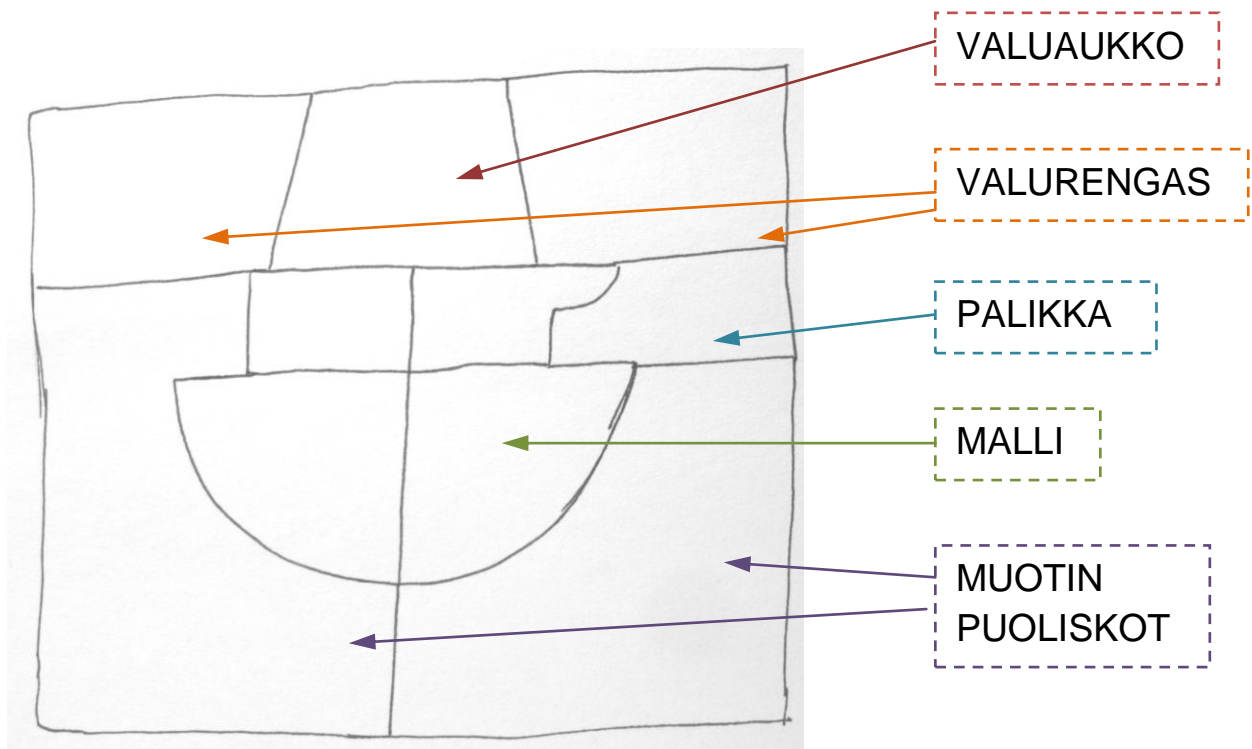 VALUAUKKO
VALURENGAS
PALIKKA
MALLI
MUOTIN
PUOLISKOT